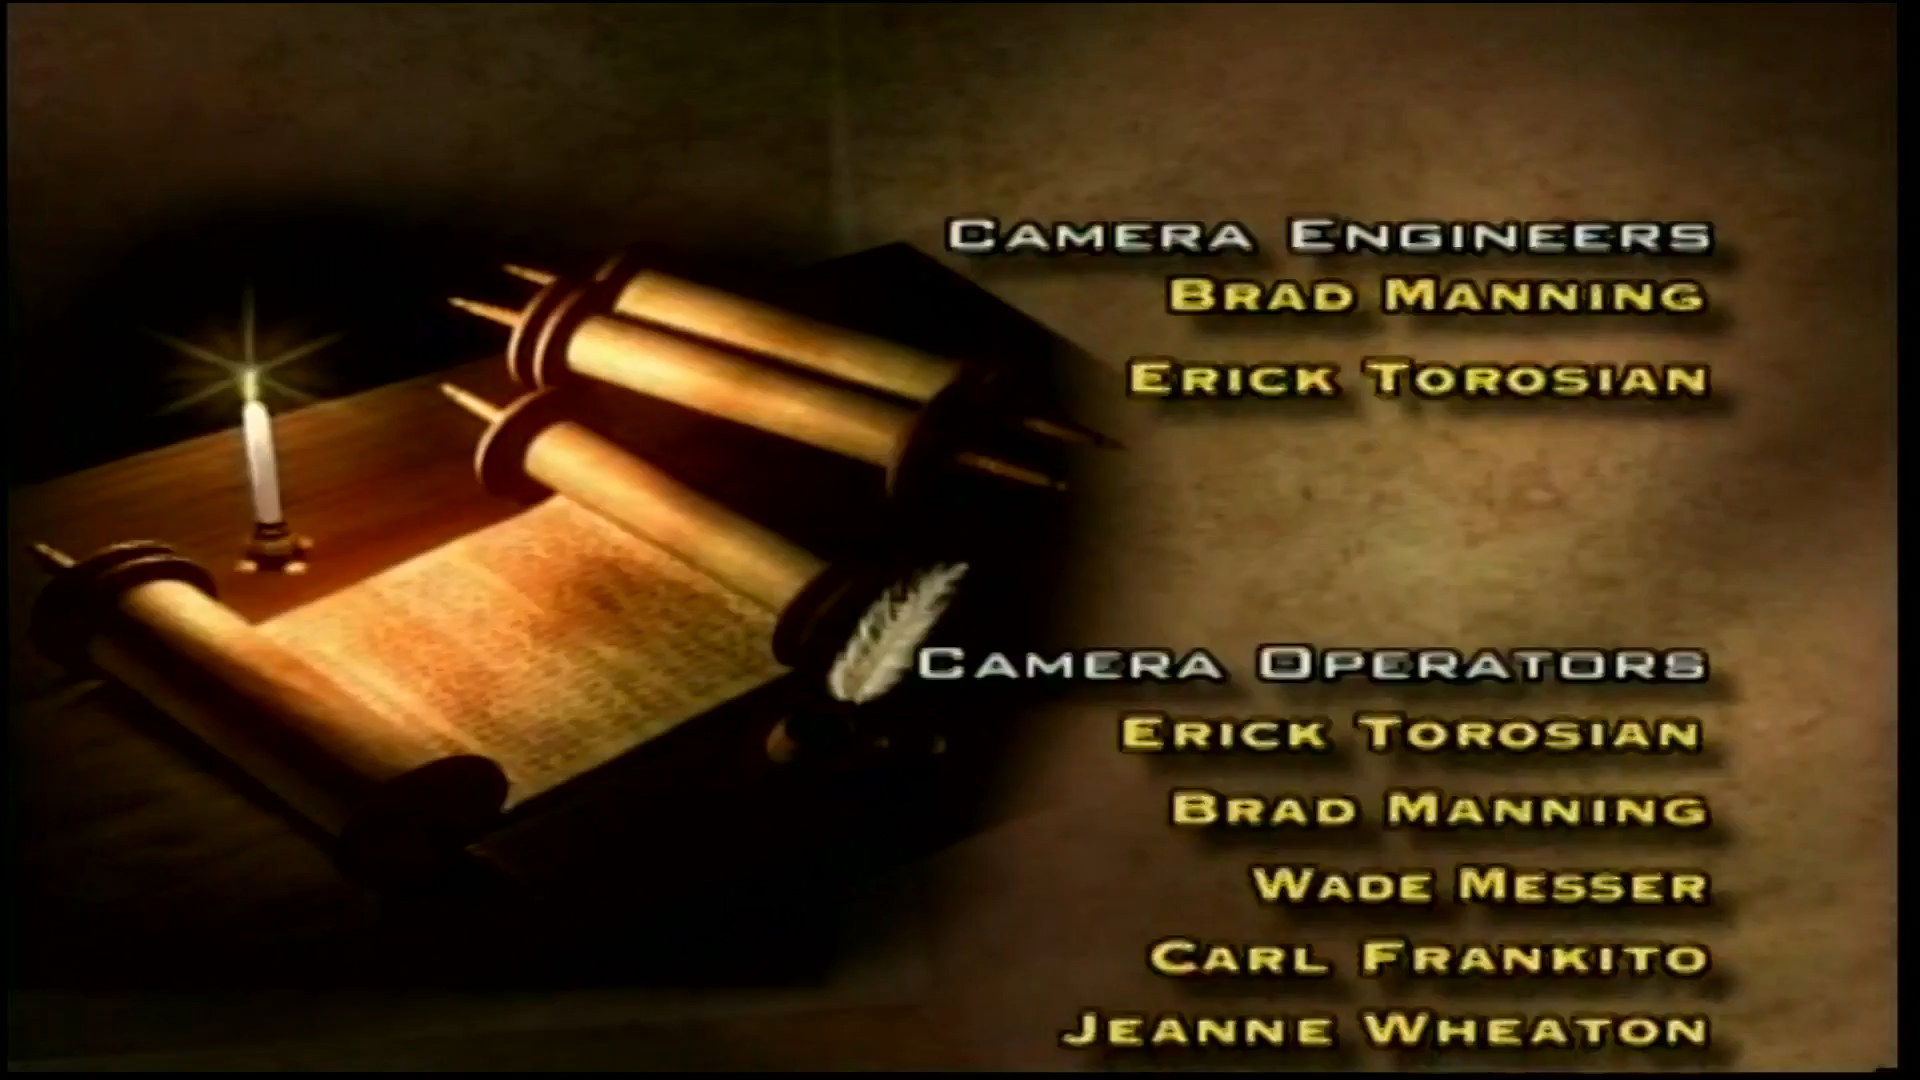 Camera Engineers
Brad Manning
Erick Torosian
Camera Operators
Erick Torosian
Brad Manning
Wade Messer
Carl Frankito
Jeanne Wheaton